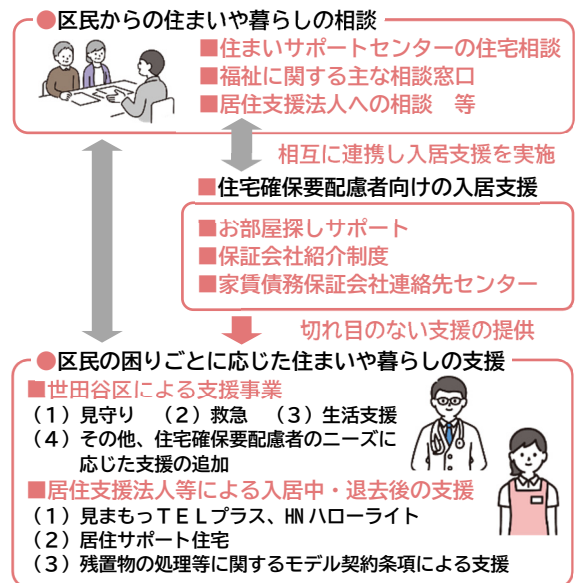 ●区民からの住まいや暮らしの相談
■住まいサポートセンターの住宅相談
■福祉に関する主な相談窓口
■居住支援法人への相談　等
相互に連携し入居支援を実施
■住宅確保要配慮者向けの入居支援
■お部屋探しサポート
■保証会社紹介制度
■家賃債務保証会社連絡先センター
切れ目のない支援の提供
●区民の困りごとに応じた住まいや暮らしの支援
■世田谷区による支援事業
（１）見守り　（２）救急　（３）生活支援
（４）その他、住宅確保要配慮者のニーズに
応じた支援の追加
■居住支援法人等による入居中・退去後の支援
（１）見まもっＴＥＬプラス、HNハローライト
（２）居住サポート住宅
（３）残置物の処理等に関するモデル契約条項による支援